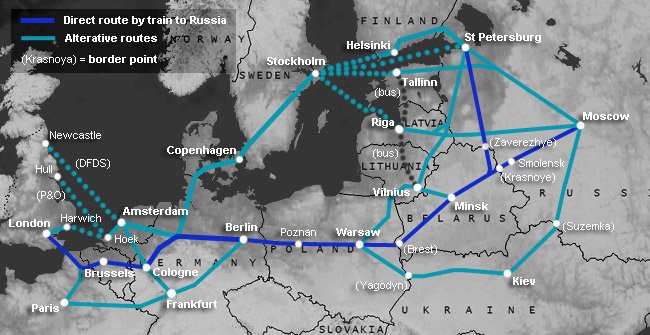 Direct route by train to Russia
Alterative routes
(Krasnoya) = border point
FINLAND
NORWAY
SWEDEN
Helsinki
St Petersburg
Stockholm
Tallinn
(bus)
Moscow
Riga
LATVIA
Newcastle
(DFDS)
Copenhagen
(bus)
(Zaverezhye)
Hull
LITHUANIA
Smolensk
(Krasnoye)
(P&O)
Vilnius
Minsk
RUSSI
London
Harwich
Amsterdam
BELARUS
Hoek
Berlin
Poznan
Warsaw
(Suzemka)
POLAND
(Brest)
Brussels
GERMANY
Cologne
(Yagodyn)
Kiev
Paris
Frankfurt
UKRAINE
SLOVAKIA